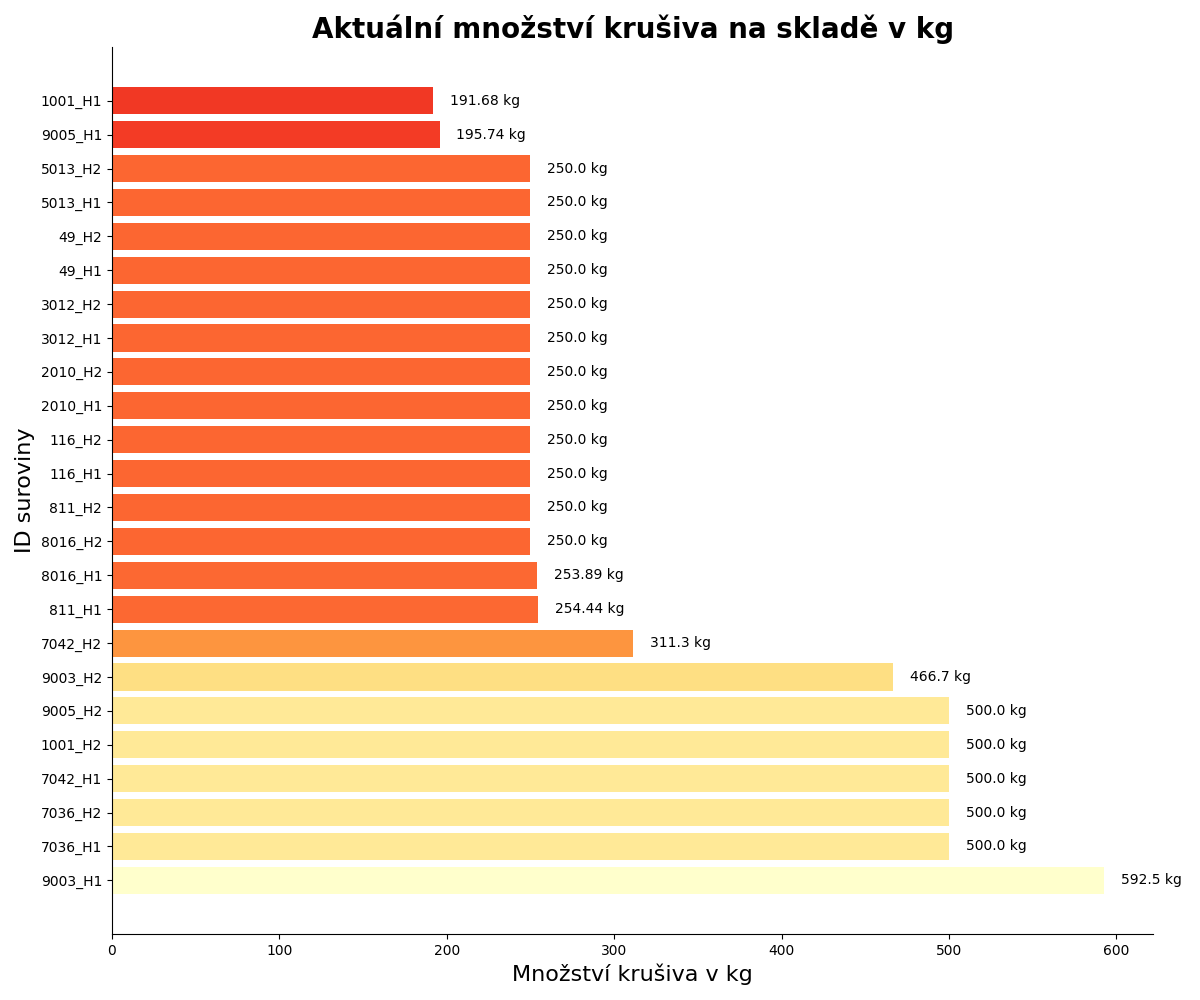 Aktuální množství krušiva na skladě v kg
ID suroviny
1001_H1 191.68 kg
9005_H1 195.74 kg
5013_H2 250.0 kg
5013_H1 250.0 kg
49_H2 250.0 kg
49_H1 250.0 kg
3012_H2 250.0 kg
3012_H1 250.0 kg
2010_H2 250.0 kg
2010_H1 250.0 kg
116_H2 250.0 kg
116_H1 250.0 kg
811_H2 250.0 kg
8016_H2 250.0 kg
8016_H1 253.89 kg
811_H1 254.44 kg
7042_H2 311.3 kg
9003_H2 466.7 kg
9005_H2 500.0 kg
1001_H2 500.0 kg
7042_H1 500.0 kg
7036_H2 500.0 kg
7036_H1 500.0 kg
9003_H1 592.5 kg
0 100 200 300 400 500 600
Množství krušiva v kg